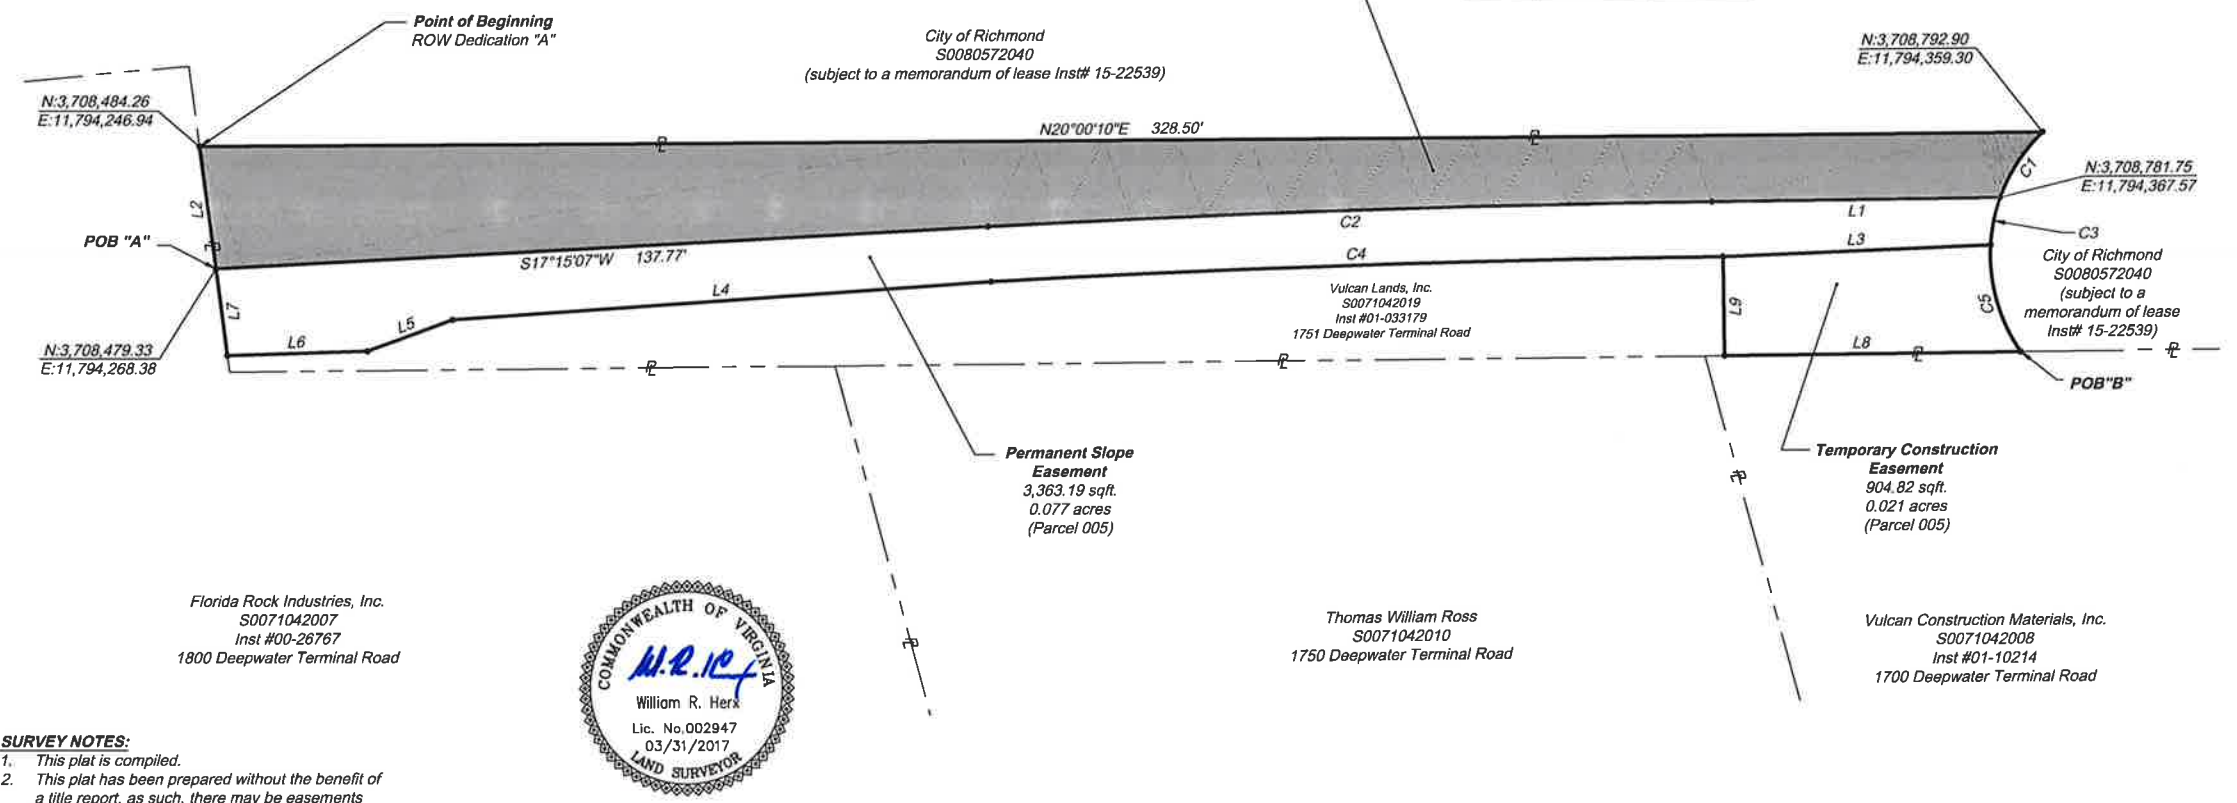 Point of Beginning
ROW Dedication "A"
City of Richmond
S0080572040
(subject to a memorandum of lease Inst# 15-22539)
N:3,708,792.90
E:11,794,359.30
N:3,708,484.26
E:11,794,246.94
N20°00'10"E 328.50'
C1
N:3,708,781.75
E:11,794,367.57
L2
L1
C2
POB "A"
S17°15'07"W 137.77'
C3
L3
C4
City of Richmond
S0080572040
(subject to a
memorandum of lease
Inst# 15-22539)
L4
Vulcan Lands, Inc.
S0071042019
Inst #01-033179
1751 Deepwater Terminal Road
L7
L5
L6
L9
C5
L8
N:3,708,479.33
E:11,794,268.38
POB"B"
Permanent Slope
Easement
3,363.19 sqft.
0.077 acres
(Parcel 005)
Temporary Construction
Easement
904.82 sqft.
0.021 acres
(Parcel 005)
Florida Rock Industries, Inc.
S0071042007
Inst #00-26767
1800 Deepwater Terminal Road
COMMONWEALTH OF VIRGINIA
William R. Herx
Lic. No.002947
03/31/2017
LAND SURVEYOR
Thomas William Ross
S0071042010
1750 Deepwater Terminal Road
Vulcan Construction Materials, Inc.
S0071042008
Inst #01-10214
1700 Deepwater Terminal Road
SURVEY NOTES:
1. This plat is compiled.
2. This plat has been prepared without the benefit of
a title report, as such, there may be easements